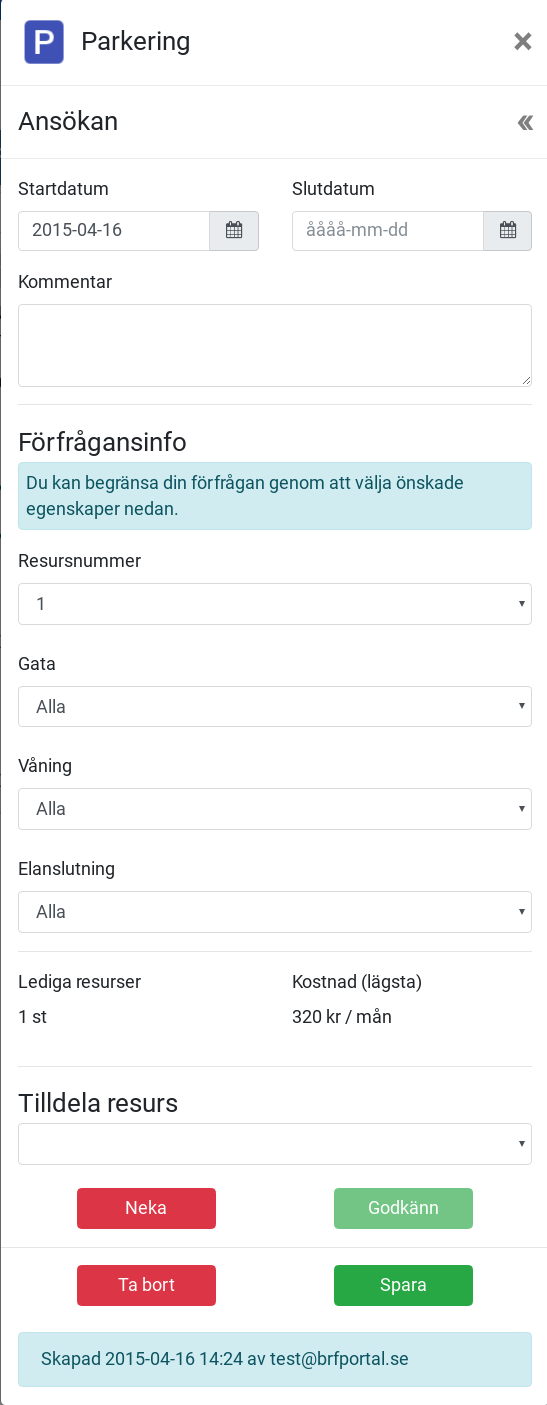 P Parkering ×
Ansökan «
Startdatum Slutdatum
2015-04-16 åååå-mm-dd
Kommentar
Förfrågansinfo
Du kan begränsa din förfrågan genom att välja önskade
egenskaper nedan.
Resursnummer
1
Gata
Alla
Våning
Alla
Elanslutning
Alla
Lediga resurser Kostnad (lägsta)
1 st 320 kr / mån
Tilldela resurs
Neka Godkänn
Ta bort Spara
Skapad 2015-04-16 14:24 av test@brfportal.se